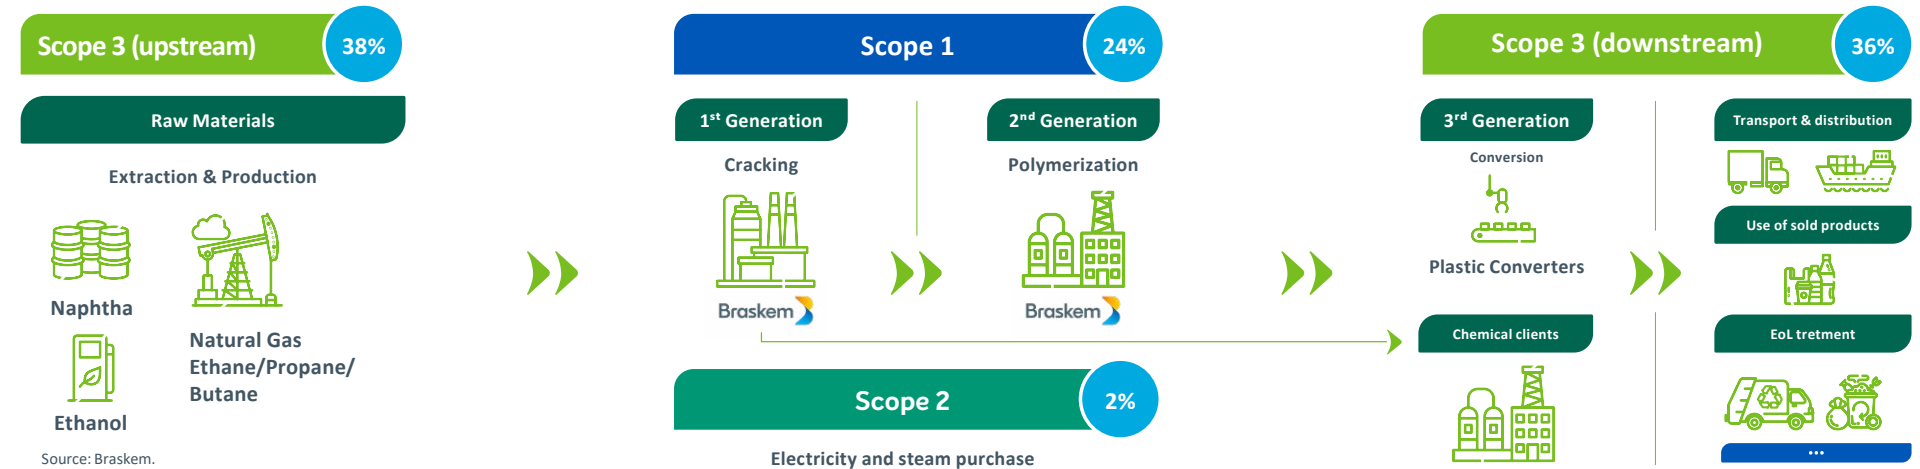 Scope 3 (upstream)
38%
Raw Materials
Extraction & Production
Naphtha
Natural Gas
Ethane/Propane/
Butane
Ethanol
Source: Braskem.
Scope 1
24%
1st Generation
Cracking
Braskem
2nd Generation
Polymerization
Braskem
Scope 2
2%
Electricity and steam purchase
Scope 3 (downstream)
36%
3rd Generation
Conversion
Plastic Converters
Chemical clients
Transport & distribution
Use of sold products
EoL tretment
...